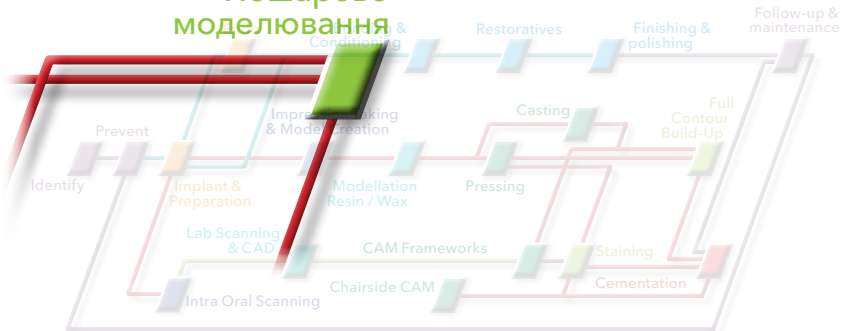 моделювання
Follow-up &
maintenance
Conditioning
Restoratives
Finishing &
polishing
Prevent
Impression Taking
& Model Creation
Casting
Full
Contour
Build-Up
Identify
Implant &
Preparation
Modellation
Resin / Wax
Pressing
Lab Scanning
& CAD
CAM Frameworks
Staining
Intra Oral Scanning
Chairside CAM
Cementation